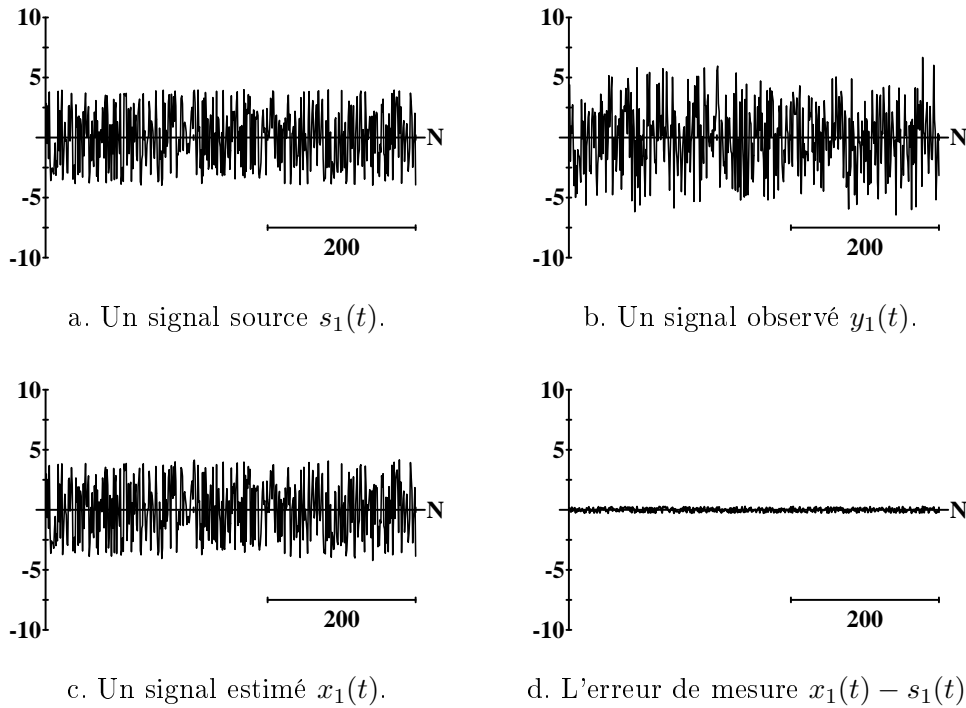 10
5
-5
-10
N
200
a. Un signal source s₁(t).
10
5
-5
-10
N
200
b. Un signal observé y₁(t).
10
5
-5
-10
N
200
c. Un signal estimé x₁(t).
10
5
-5
-10
N
200
d. L'erreur de mesure x₁(t) − s₁(t)